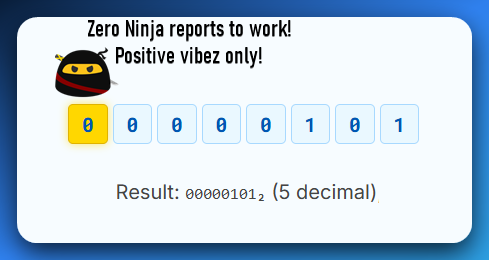 Zero Ninja reports to work!
Positive vibez only!
0 0 0 0 0 1 0 1
Result: 00000101₂ (5 decimal)